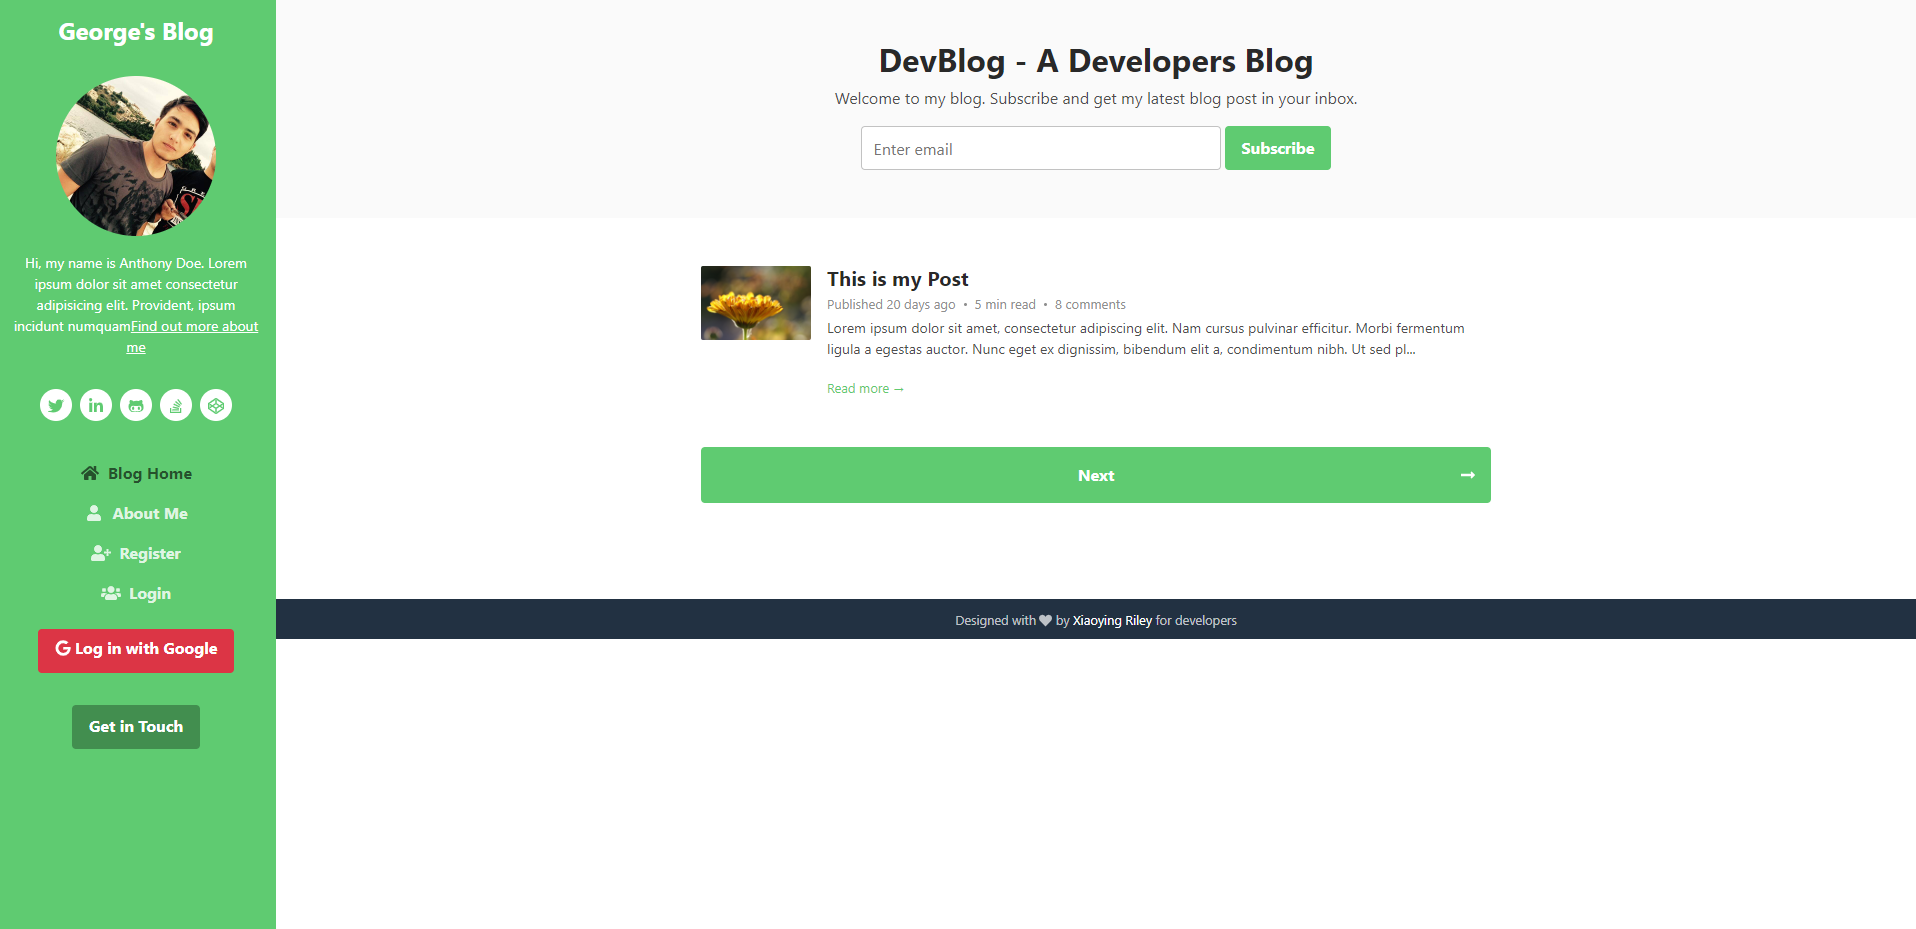 George's Blog
Hi, my name is Anthony Doe. Lorem
ipsum dolor sit amet consectetur
adipisicing elit. Provident, ipsum
incidunt numquamFind out more about
me
Blog Home
About Me
Register
Login
Log in with Google
Get in Touch
DevBlog - A Developers Blog
Welcome to my blog. Subscribe and get my latest blog post in your inbox.
Enter email
Subscribe
This is my Post
Published 20 days ago • 5 min read • 8 comments
Lorem ipsum dolor sit amet, consectetur adipiscing elit. Nam cursus pulvinar efficitur. Morbi fermentum
ligula a egestas auctor. Nunc eget ex dignissim, bibendum elit a, condimentum nibh. Ut sed pl...
Read more →
Next →
Designed with ♥ by Xiaoying Riley for developers